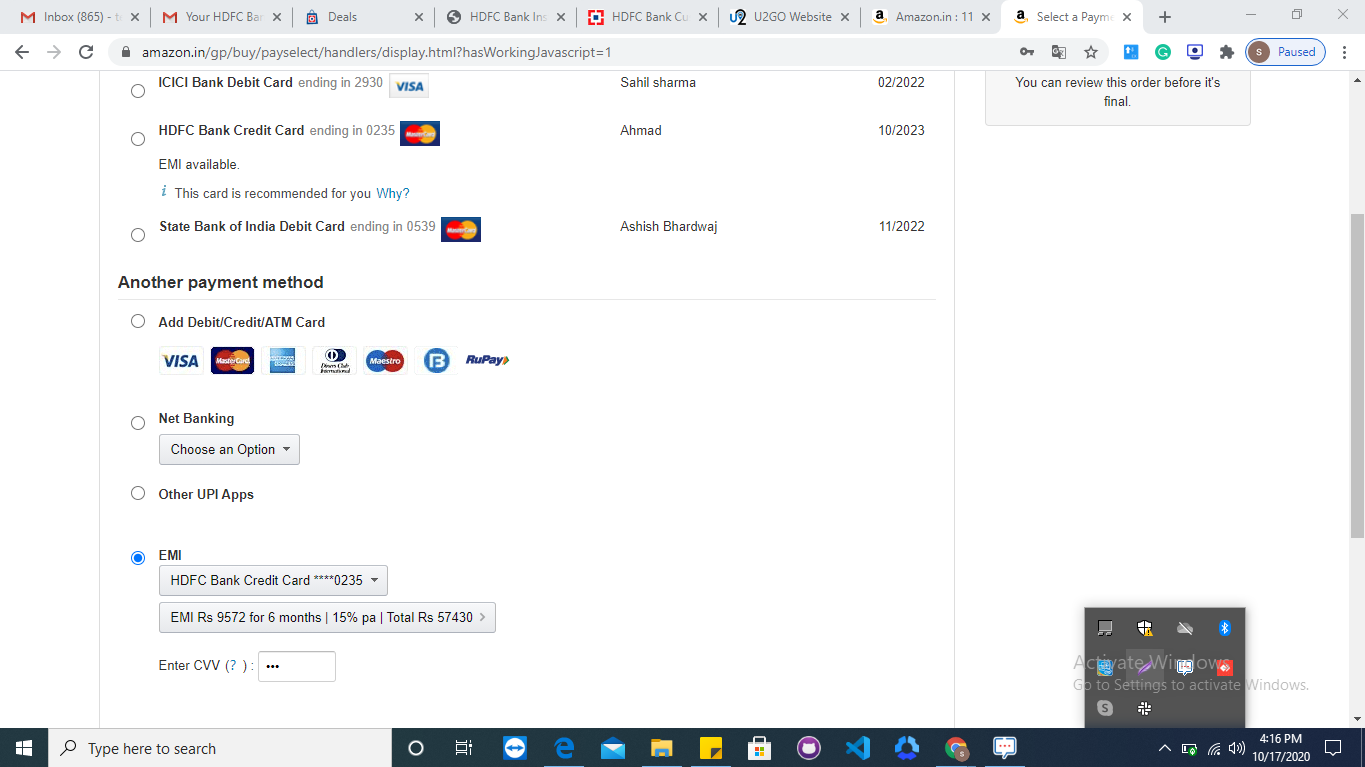 Inbox (865) - t
Your HDFC Ba
Deals
HDFC Bank Ins
HDFC Bank Cu
U2GO Website
Amazon.in : 11
Select a Payme
amazon.in/gp/buy/payselect/handlers/display.html?hasWorkingJavascript=1
S Paused
ICICI Bank Debit Card ending in 2930 VISA Sahil sharma 02/2022
You can review this order before it's
final.
HDFC Bank Credit Card ending in 0235 MasterCard Ahmad 10/2023
EMI available.
i This card is recommended for you Why?
State Bank of India Debit Card ending in 0539 MasterCard Ashish Bhardwaj 11/2022
Another payment method
Add Debit/Credit/ATM Card
VISA MasterCard AMERICAN EXPRESS Diners Club International Maestro B RuPay
Net Banking
Choose an Option
Other UPI Apps
EMI
HDFC Bank Credit Card ****0235
EMI Rs 9572 for 6 months | 15% pa | Total Rs 57430
Enter CVV (? ) : •••
Activate Windows
Go to Settings to activate Windows.
Type here to search
4:16 PM
10/17/2020